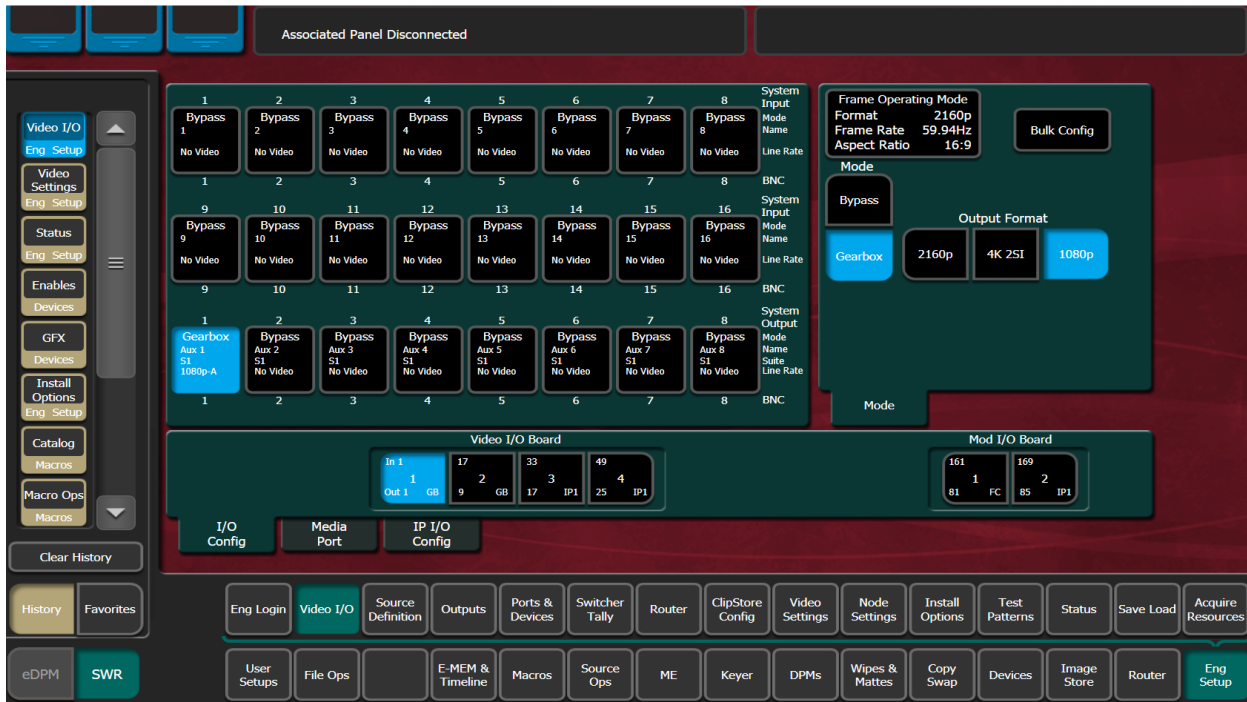 Associated Panel Disconnected
Video I/O
Eng Setup
Video Settings
Eng Setup
Status
Eng Setup
Enables
Devices
GFX
Devices
Install Options
Eng Setup
Catalog
Macros
Macro Ops
Macros
Clear History
History Favorites
eDPM SWR
1 2 3 4 5 6 7 8 System Input
Bypass Bypass Bypass Bypass Bypass Bypass Bypass Bypass Mode
1 2 3 4 5 6 7 8 Name
No Video No Video No Video No Video No Video No Video No Video No Video Line Rate
1 2 3 4 5 6 7 8 BNC
9 10 11 12 13 14 15 16 System Input
Bypass Bypass Bypass Bypass Bypass Bypass Bypass Bypass Mode
9 10 11 12 13 14 15 16 Name
No Video No Video No Video No Video No Video No Video No Video No Video Line Rate
9 10 11 12 13 14 15 16 BNC
1 2 3 4 5 6 7 8 System Output
Gearbox Bypass Bypass Bypass Bypass Bypass Bypass Bypass Mode
Aux 1 Aux 2 Aux 3 Aux 4 Aux 5 Aux 6 Aux 7 Aux 8 Name
S1 S1 S1 S1 S1 S1 S1 S1 Suite
1080p-A No Video No Video No Video No Video No Video No Video No Video Line Rate
1 2 3 4 5 6 7 8 BNC
Frame Operating Mode
Format 2160p
Frame Rate 59.94Hz
Aspect Ratio 16:9
Bulk Config
Mode
Bypass
Output Format
Gearbox 2160p 4K 2SI 1080p
Mode
Video I/O Board
In 1 17 33 49
1 2 3 4
Out 1 GB 9 GB 17 IP1 25 IP1
Mod I/O Board
161 169
1 2
81 FC 85 IP1
I/O Config
Media Port
IP I/O Config
Eng Login Video I/O Source Definition Outputs Ports & Devices Switcher Tally Router ClipStore Config Video Settings Node Settings Install Options Test Patterns Status Save Load Acquire Resources
User Setups File Ops E-MEM & Timeline Macros Source Ops ME Keyer DPMs Wipes & Mattes Copy Swap Devices Image Store Router Eng Setup